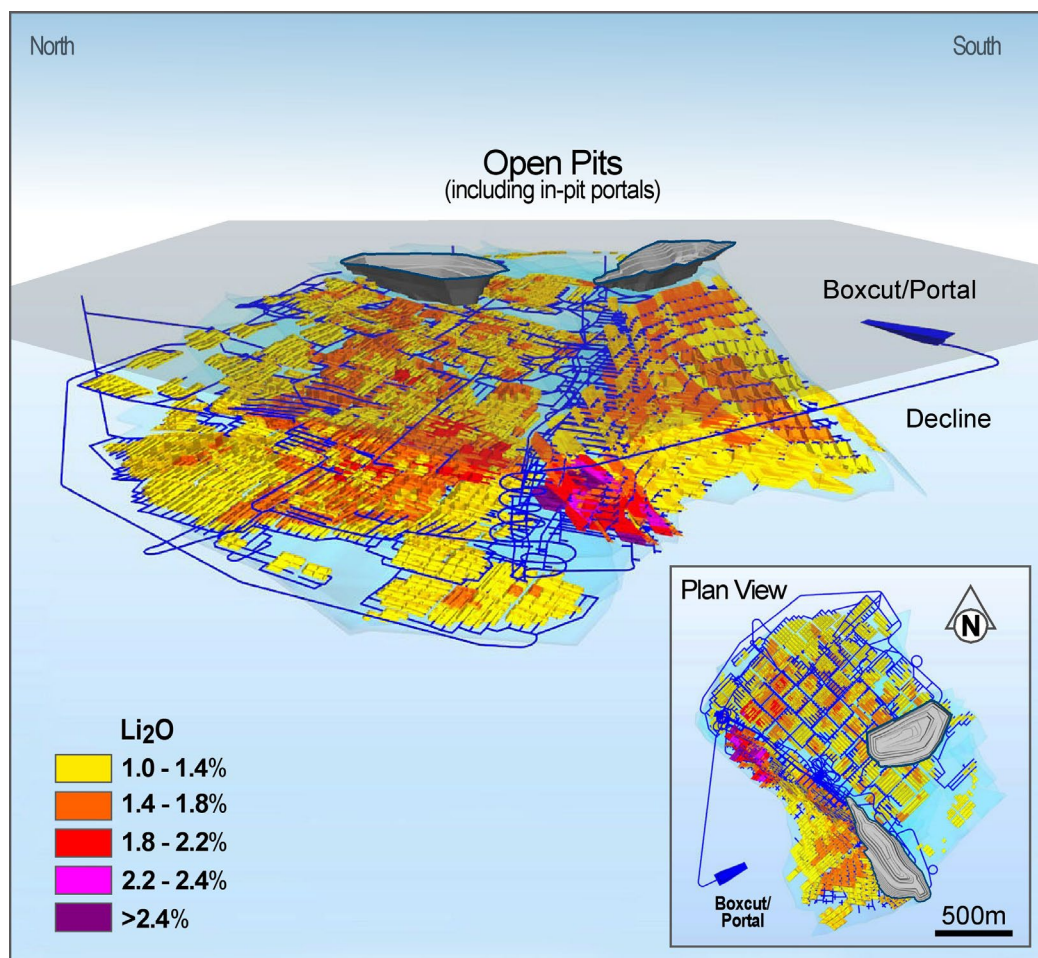 North
South
Open Pits
(including in-pit portals)
Boxcut/Portal
Decline
Plan View
N
Li₂O
1.0 - 1.4%
1.4 - 1.8%
1.8 - 2.2%
2.2 - 2.4%
>2.4%
Boxcut/
Portal
500m